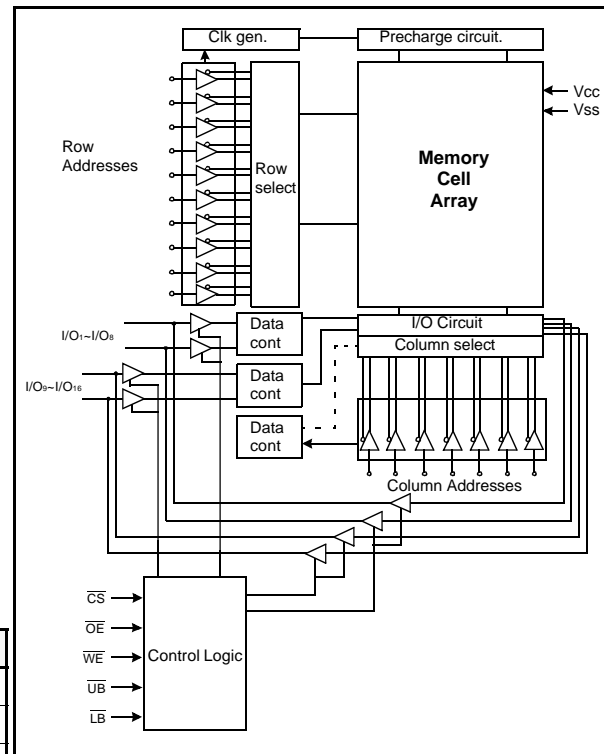 Clk gen.
Precharge circuit.
Vcc
Vss
Row
Addresses
Row
select
Memory
Cell
Array
I/O1~I/O8
Data
cont
I/O Circuit
Column select
I/O9~I/O16
Data
cont
Data
cont
Column Addresses
CS
OE
WE
UB
LB
Control Logic